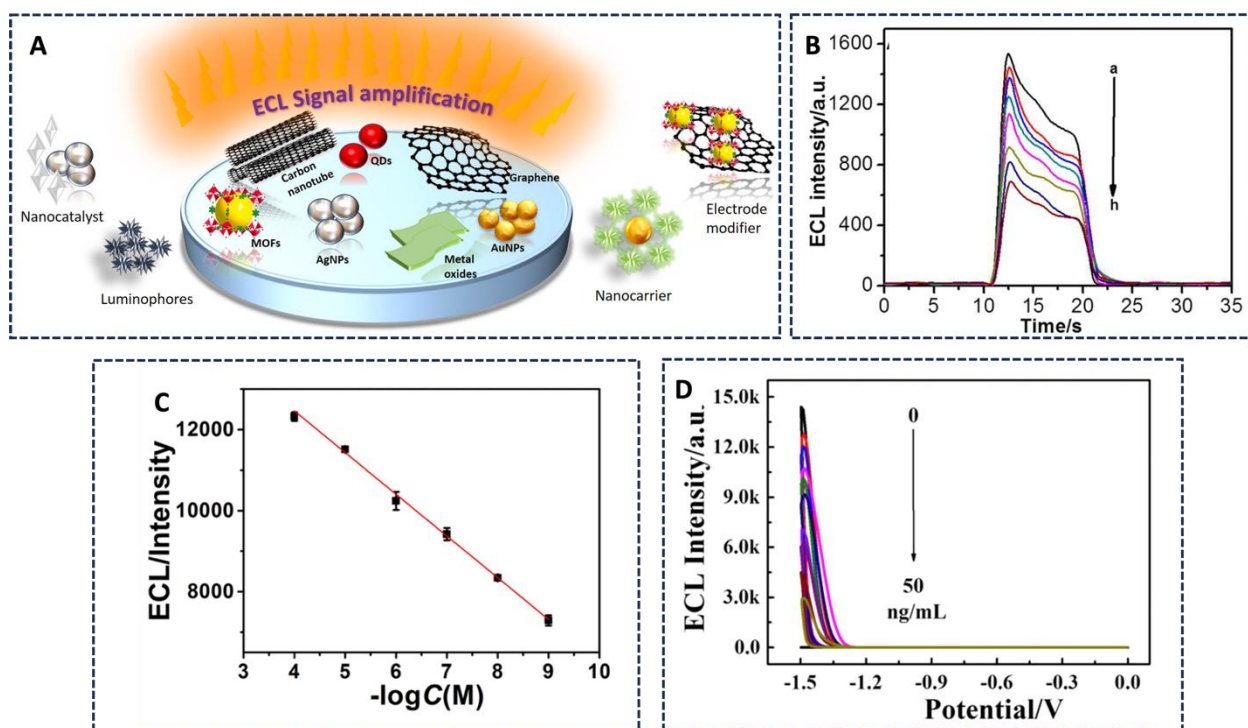 A
ECL Signal amplification
Nanocatalyst
Luminophores
MOFs
Carbon
nanotube
QDs
AgNPs
Graphene
Metal
oxides
AuNPs
Nanocarrier
Electrode
modifier
B
ECL intensity/a.u.
1600
1200
800
400
0
a
h
0 5 10 15 20 25 30 35
Time/s
C
ECL/Intensity
12000
10000
8000
3 4 5 6 7 8 9 10
-logC(M)
D
ECL Intensity/a.u.
15.0k
12.0k
9.0k
6.0k
3.0k
0.0
0
50
ng/mL
-1.5 -1.2 -0.9 -0.6 -0.3 0.0
Potential/V